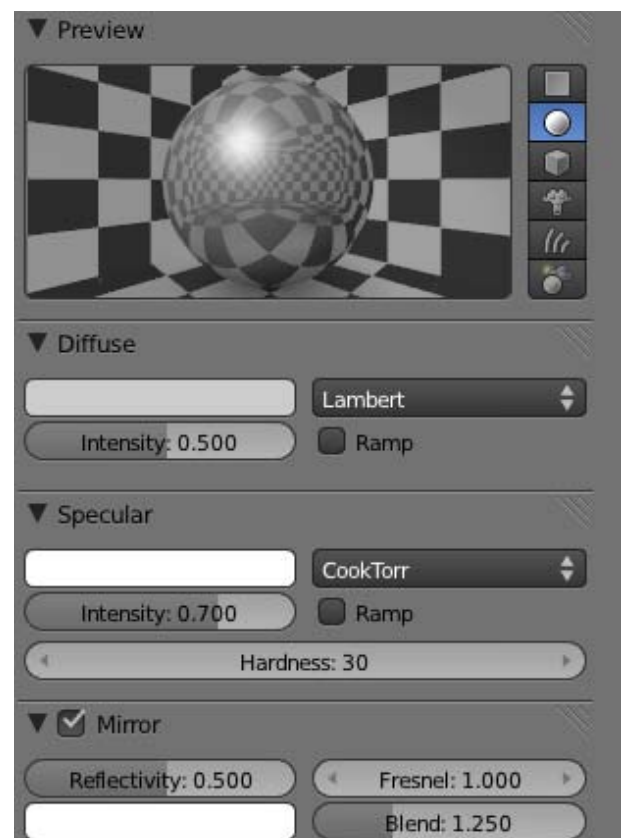 Preview
Diffuse
Lambert
Intensity: 0.500
Ramp
Specular
CookTorr
Intensity: 0.700
Ramp
Hardness: 30
Mirror
Reflectivity: 0.500
Fresnel: 1.000
Blend: 1.250